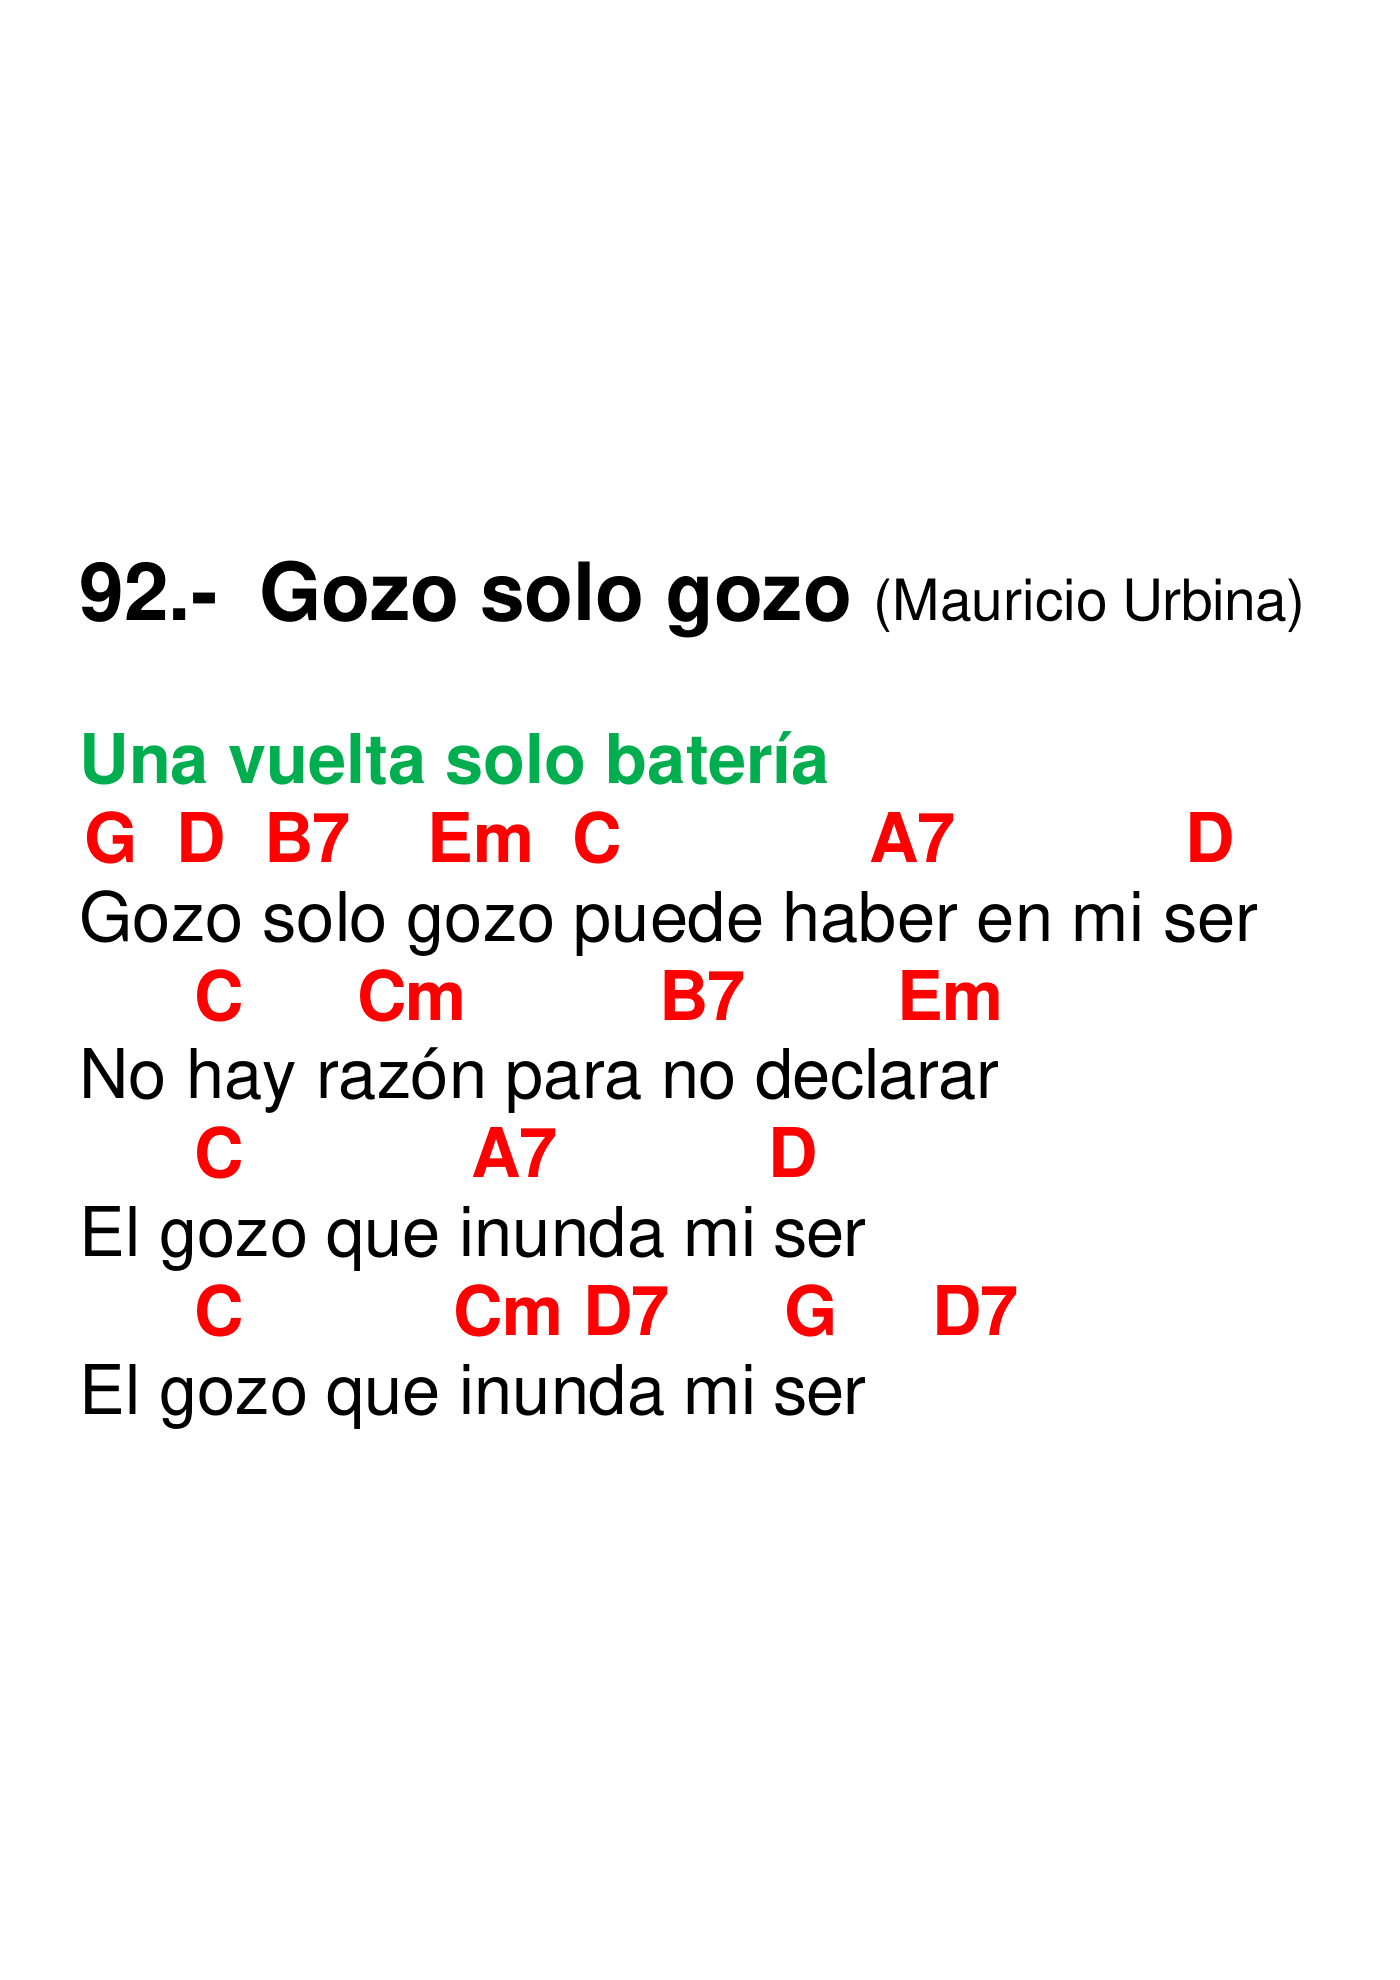 92.- Gozo solo gozo (Mauricio Urbina)
Una vuelta solo batería
G D B7 Em C A7 D
Gozo solo gozo puede haber en mi ser
C Cm B7 Em
No hay razón para no declarar
C A7 D
El gozo que inunda mi ser
C Cm D7 G D7
El gozo que inunda mi ser